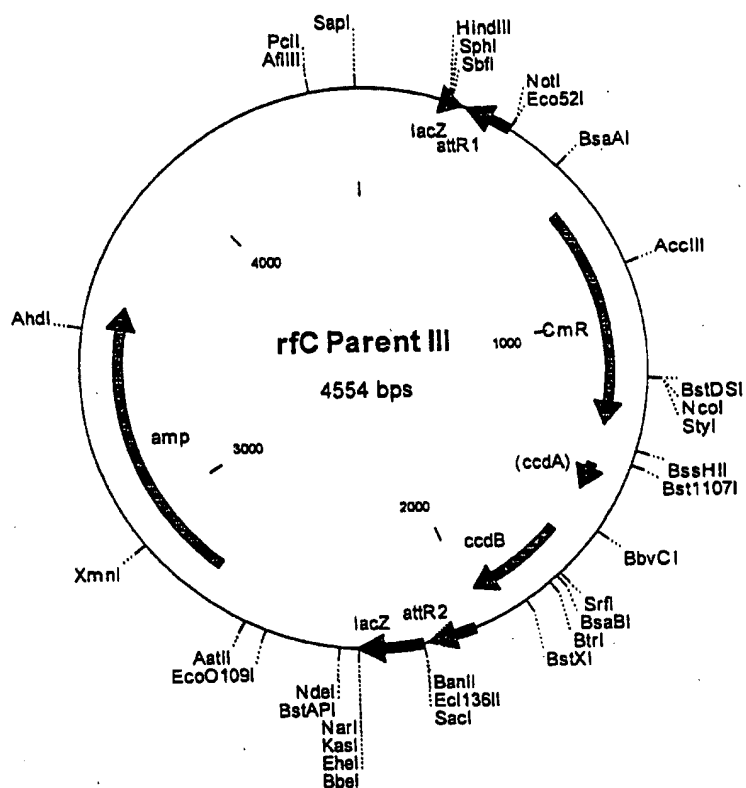 SapI
PciI
AflIII
HindIII
SphI
SbfI
NotI
Eco52I
lacZ
attR1
BsaAI
4000
AccIII
AhdI
rfC Parent III
4554 bps
1000
CmR
BstDSI
NcoI
StyI
amp
3000
(ccdA)
BssHII
Bst1107I
2000
ccdB
BbvCI
XmnI
SrfI
BsaBI
BtrI
BstXI
lacZ
attR2
AatII
EcoO109I
NdeI
BstAPI
NarI
KasI
EheI
BbeI
BanII
Ecl136II
SacI